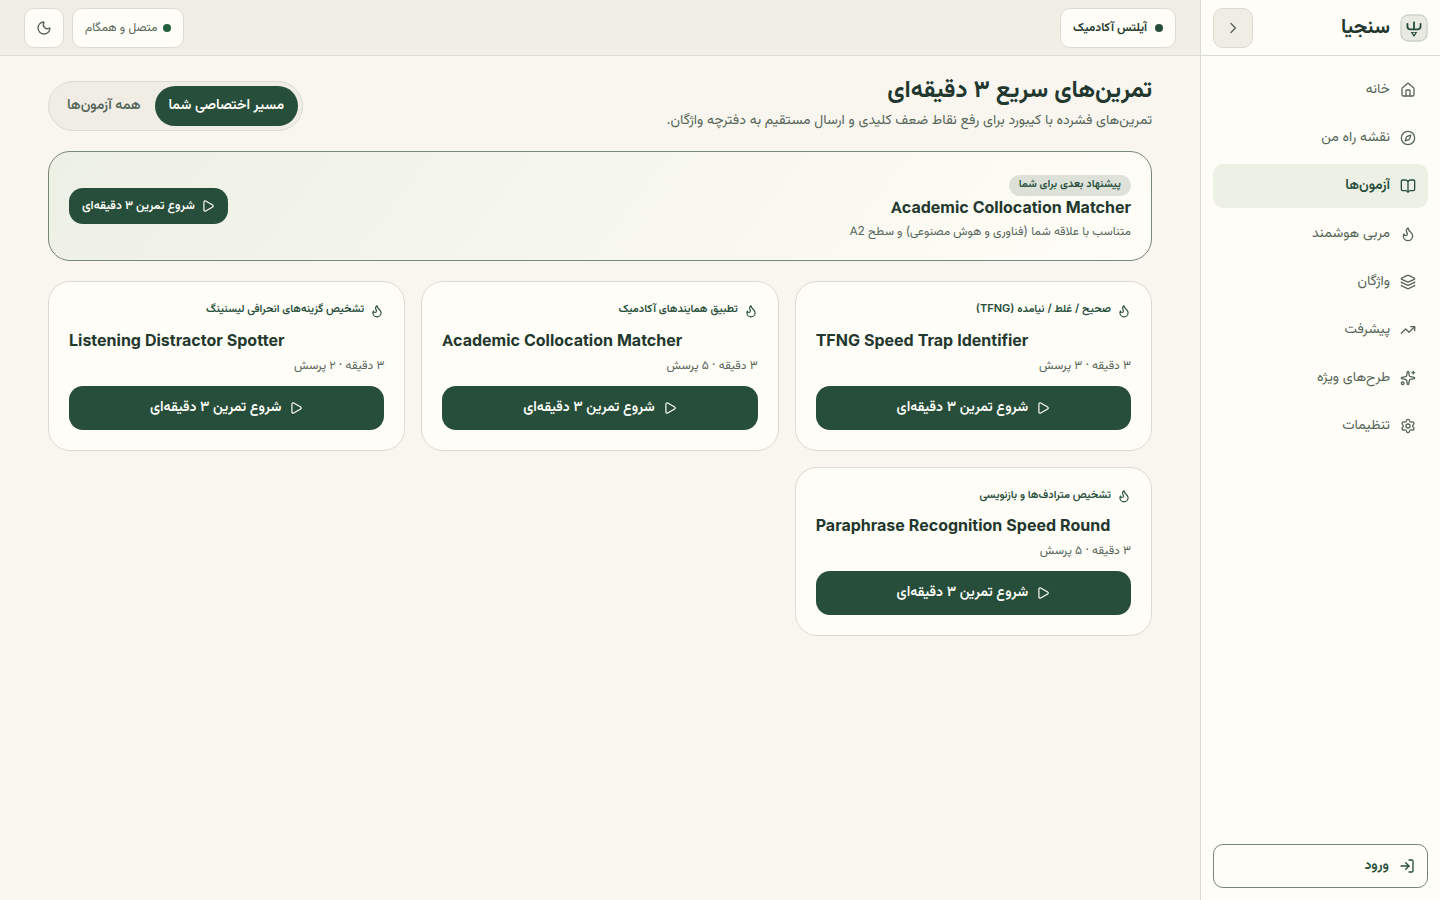 سنجیا
آیلتس آکادمیک
متصل و همگام
خانه
نقشه راه من
آزمون‌ها
مربی هوشمند
واژگان
پیشرفت
طرح‌های ویژه
تنظیمات
ورود
تمرین‌های سریع ۳ دقیقه‌ای
تمرین‌های فشرده با کیبورد برای رفع نقاط ضعف کلیدی و ارسال مستقیم به دفترچه واژگان.
مسیر اختصاصی شما
همه آزمون‌ها
پیشنهاد بعدی برای شما
Academic Collocation Matcher
متناسب با علاقه شما (فناوری و هوش مصنوعی) و سطح A2
شروع تمرین ۳ دقیقه‌ای
صحیح / غلط / نیامده (TFNG)
TFNG Speed Trap Identifier
۳ دقیقه · ۳ پرسش
شروع تمرین ۳ دقیقه‌ای
تطبیق همایندهای آکادمیک
Academic Collocation Matcher
۳ دقیقه · ۵ پرسش
شروع تمرین ۳ دقیقه‌ای
تشخیص گزینه‌های انحرافی لیسنینگ
Listening Distractor Spotter
۳ دقیقه · ۲ پرسش
شروع تمرین ۳ دقیقه‌ای
تشخیص مترادف‌ها و بازنویسی
Paraphrase Recognition Speed Round
۳ دقیقه · ۵ پرسش
شروع تمرین ۳ دقیقه‌ای